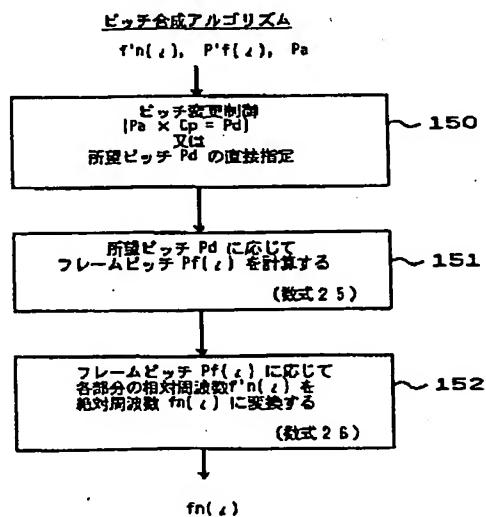 ピッチ合成アルゴリズム
f'n(ℓ), P'f(ℓ), Pa
ピッチ変更制御
|Pa × Cp = Pd|
又は
所望ピッチ Pd の直接指定
150
所望ピッチ Pd に応じて
フレームピッチ Pf(ℓ) を計算する
(数式25)
151
フレームピッチ Pf(ℓ) に応じて
各部分の相対周波数f'n(ℓ) を
絶対周波数 fn(ℓ) に変換する
(数式26)
152
fn(ℓ)